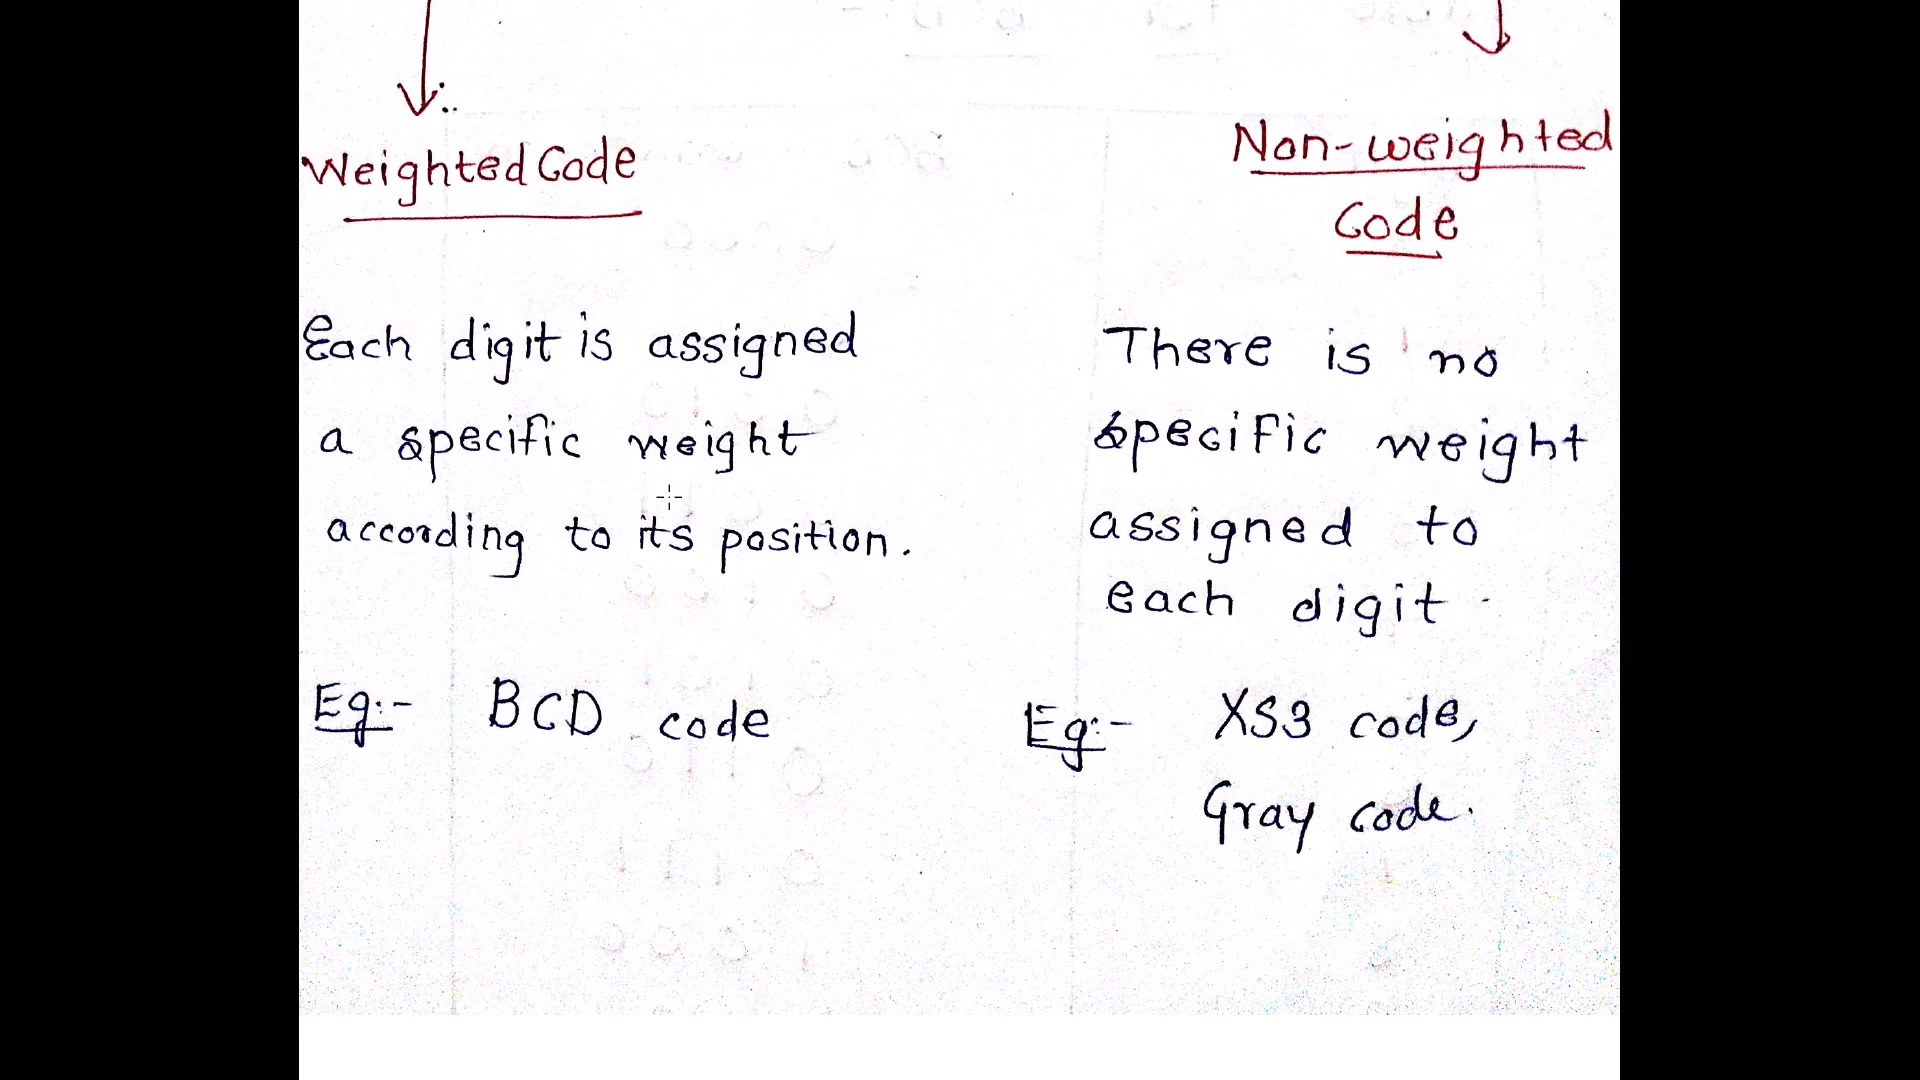 Weighted Code
Each digit is assigned
a specific weight
according to its position.
Eg:- BCD code
Non-weighted
Code
There is no
specific weight
assigned to
each digit.
Eg:- XS3 code,
Gray code.